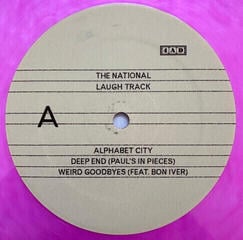 4AD
THE NATIONAL
LAUGH TRACK
A
ALPHABET CITY
DEEP END (PAUL'S IN PIECES)
WEIRD GOODBYES (FEAT. BON IVER)